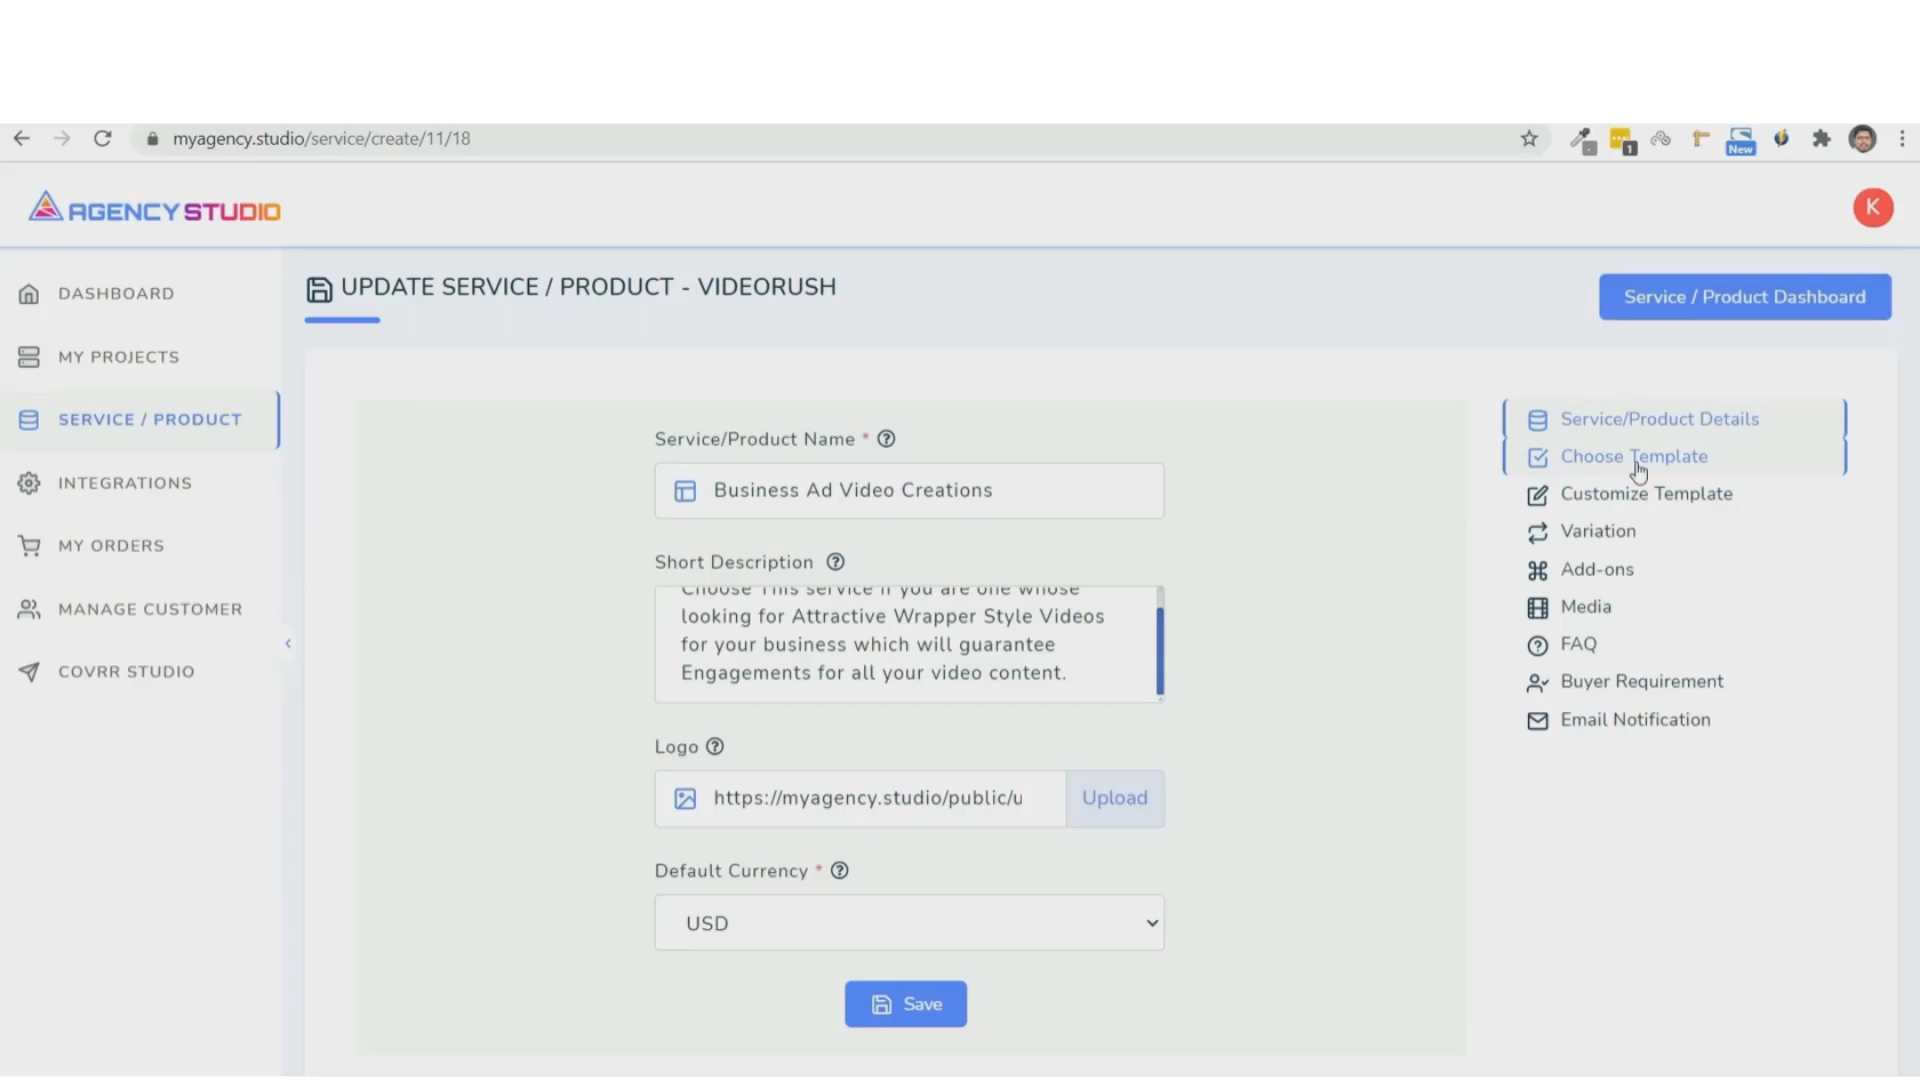 myagency.studio/service/create/11/18
1
New
AGENCY STUDIO
K
DASHBOARD
MY PROJECTS
SERVICE / PRODUCT
INTEGRATIONS
MY ORDERS
MANAGE CUSTOMER
COVRR STUDIO
UPDATE SERVICE / PRODUCT - VIDEORUSH
Service / Product Dashboard
Service/Product Name *
Business Ad Video Creations
Short Description
Choose This service if you are one whose
looking for Attractive Wrapper Style Videos
for your business which will guarantee
Engagements for all your video content.
Logo
https://myagency.studio/public/u
Upload
Default Currency *
USD
Save
Service/Product Details
Choose Template
Customize Template
Variation
Add-ons
Media
FAQ
Buyer Requirement
Email Notification